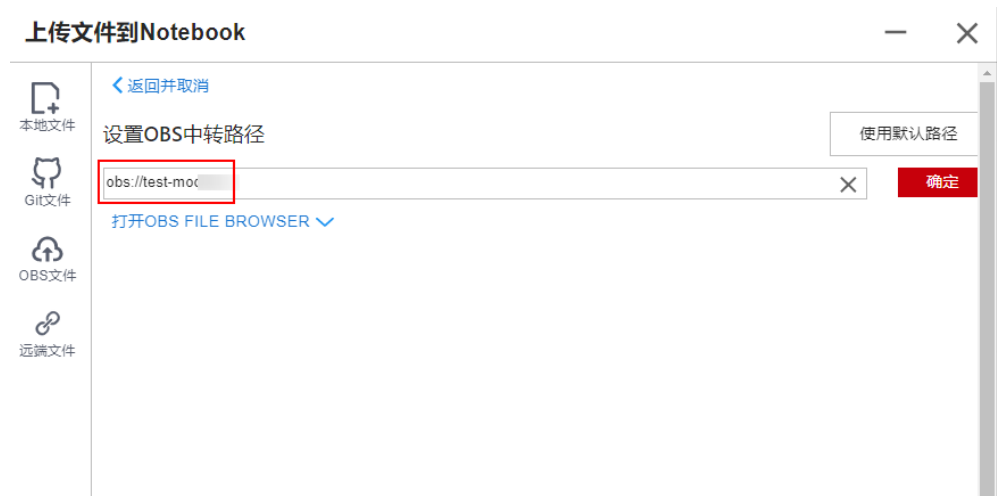 上传文件到Notebook
返回并取消
本地文件
设置OBS中转路径
使用默认路径
Git文件
obs://test-mod
确定
打开OBS FILE BROWSER
OBS文件
远端文件